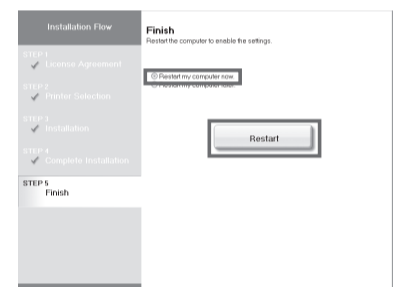 Installation Flow
STEP 1
License Agreement
STEP 2
Printer Selection
STEP 3
Installation
STEP 4
Complete Installation
STEP 5
Finish
Finish
Restart the computer to enable the settings.
Restart my computer now.
Restart my computer later.
Restart